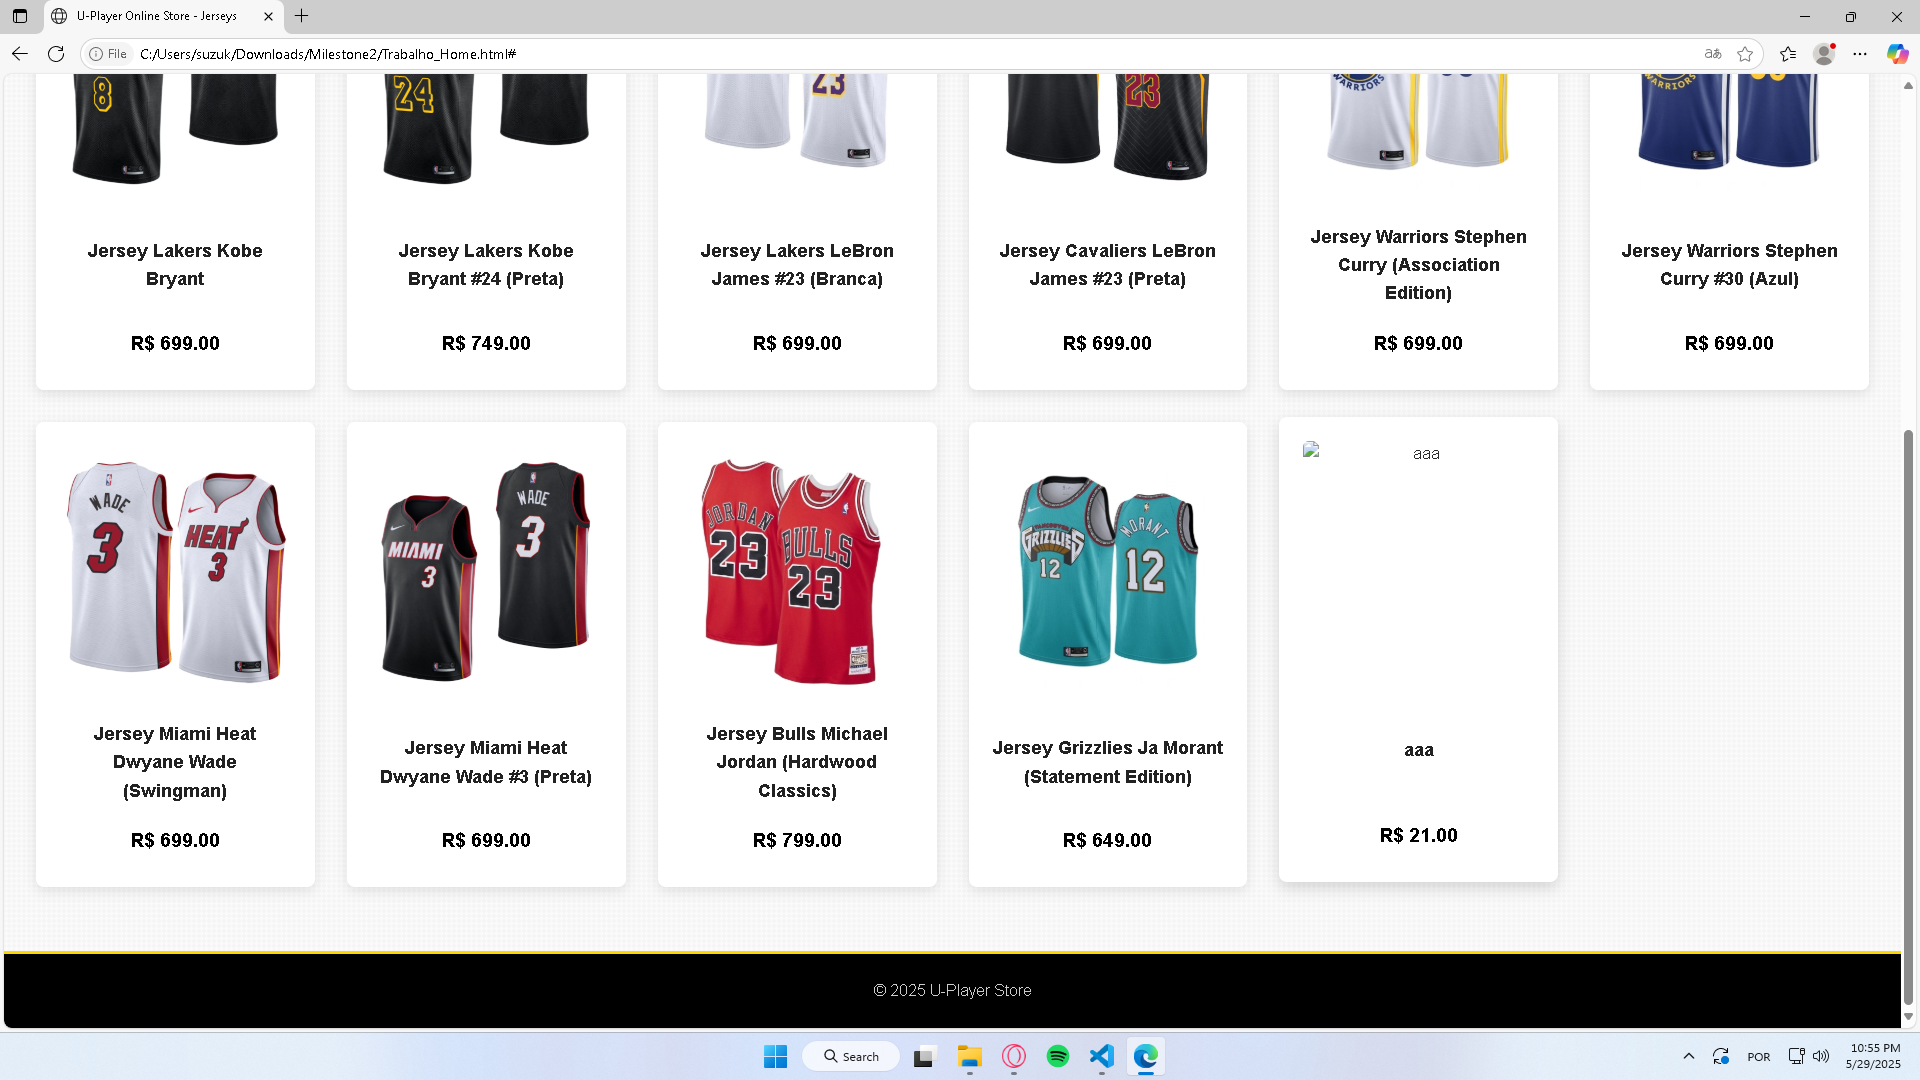 U-Player Online Store - Jerseys
File
C:/Users/suzuk/Downloads/Milestone2/Trabalho_Home.html#
aあ
8
24
23
23
WARRIORS
WARRIORS
Jersey Lakers Kobe
Bryant
R$ 699.00
Jersey Lakers Kobe
Bryant #24 (Preta)
R$ 749.00
Jersey Lakers LeBron
James #23 (Branca)
R$ 699.00
Jersey Cavaliers LeBron
James #23 (Preta)
R$ 699.00
Jersey Warriors Stephen
Curry (Association
Edition)
R$ 699.00
Jersey Warriors Stephen
Curry #30 (Azul)
R$ 699.00
WADE
3
HEAT
3
Jersey Miami Heat
Dwyane Wade
(Swingman)
R$ 699.00
WADE
3
MIAMI
3
Jersey Miami Heat
Dwyane Wade #3 (Preta)
R$ 699.00
JORDAN
23
BULLS
23
Jersey Bulls Michael
Jordan (Hardwood
Classics)
R$ 799.00
VANCOUVER
GRIZZLIES
12
MORANT
12
Jersey Grizzlies Ja Morant
(Statement Edition)
R$ 649.00
aaa
aaa
R$ 21.00
© 2025 U-Player Store
Search
POR
10:55 PM
5/29/2025